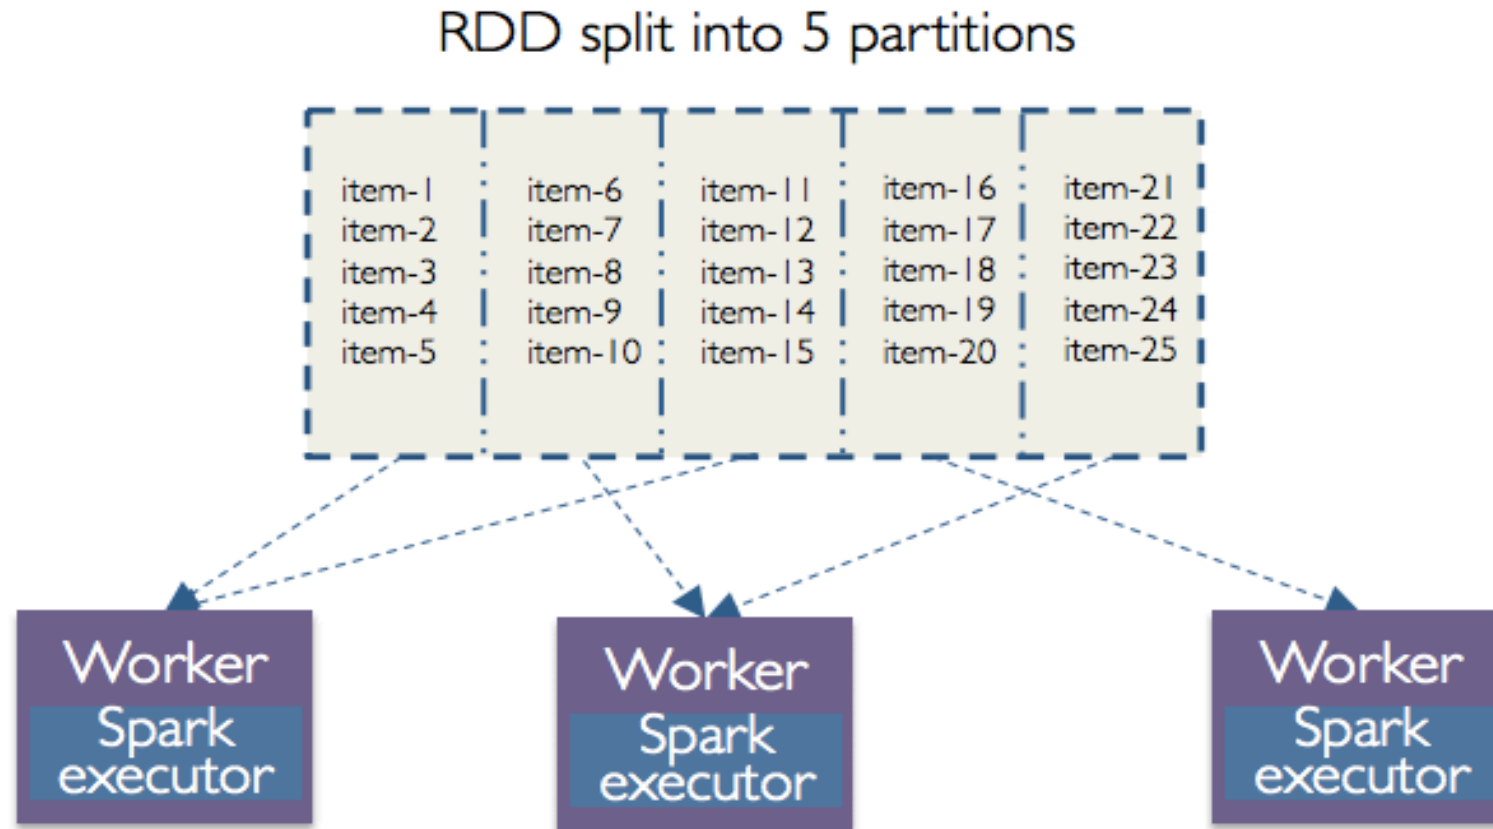 RDD split into 5 partitions
item-1
item-2
item-3
item-4
item-5
item-6
item-7
item-8
item-9
item-10
item-11
item-12
item-13
item-14
item-15
item-16
item-17
item-18
item-19
item-20
item-21
item-22
item-23
item-24
item-25
Worker
Spark
executor
Worker
Spark
executor
Worker
Spark
executor